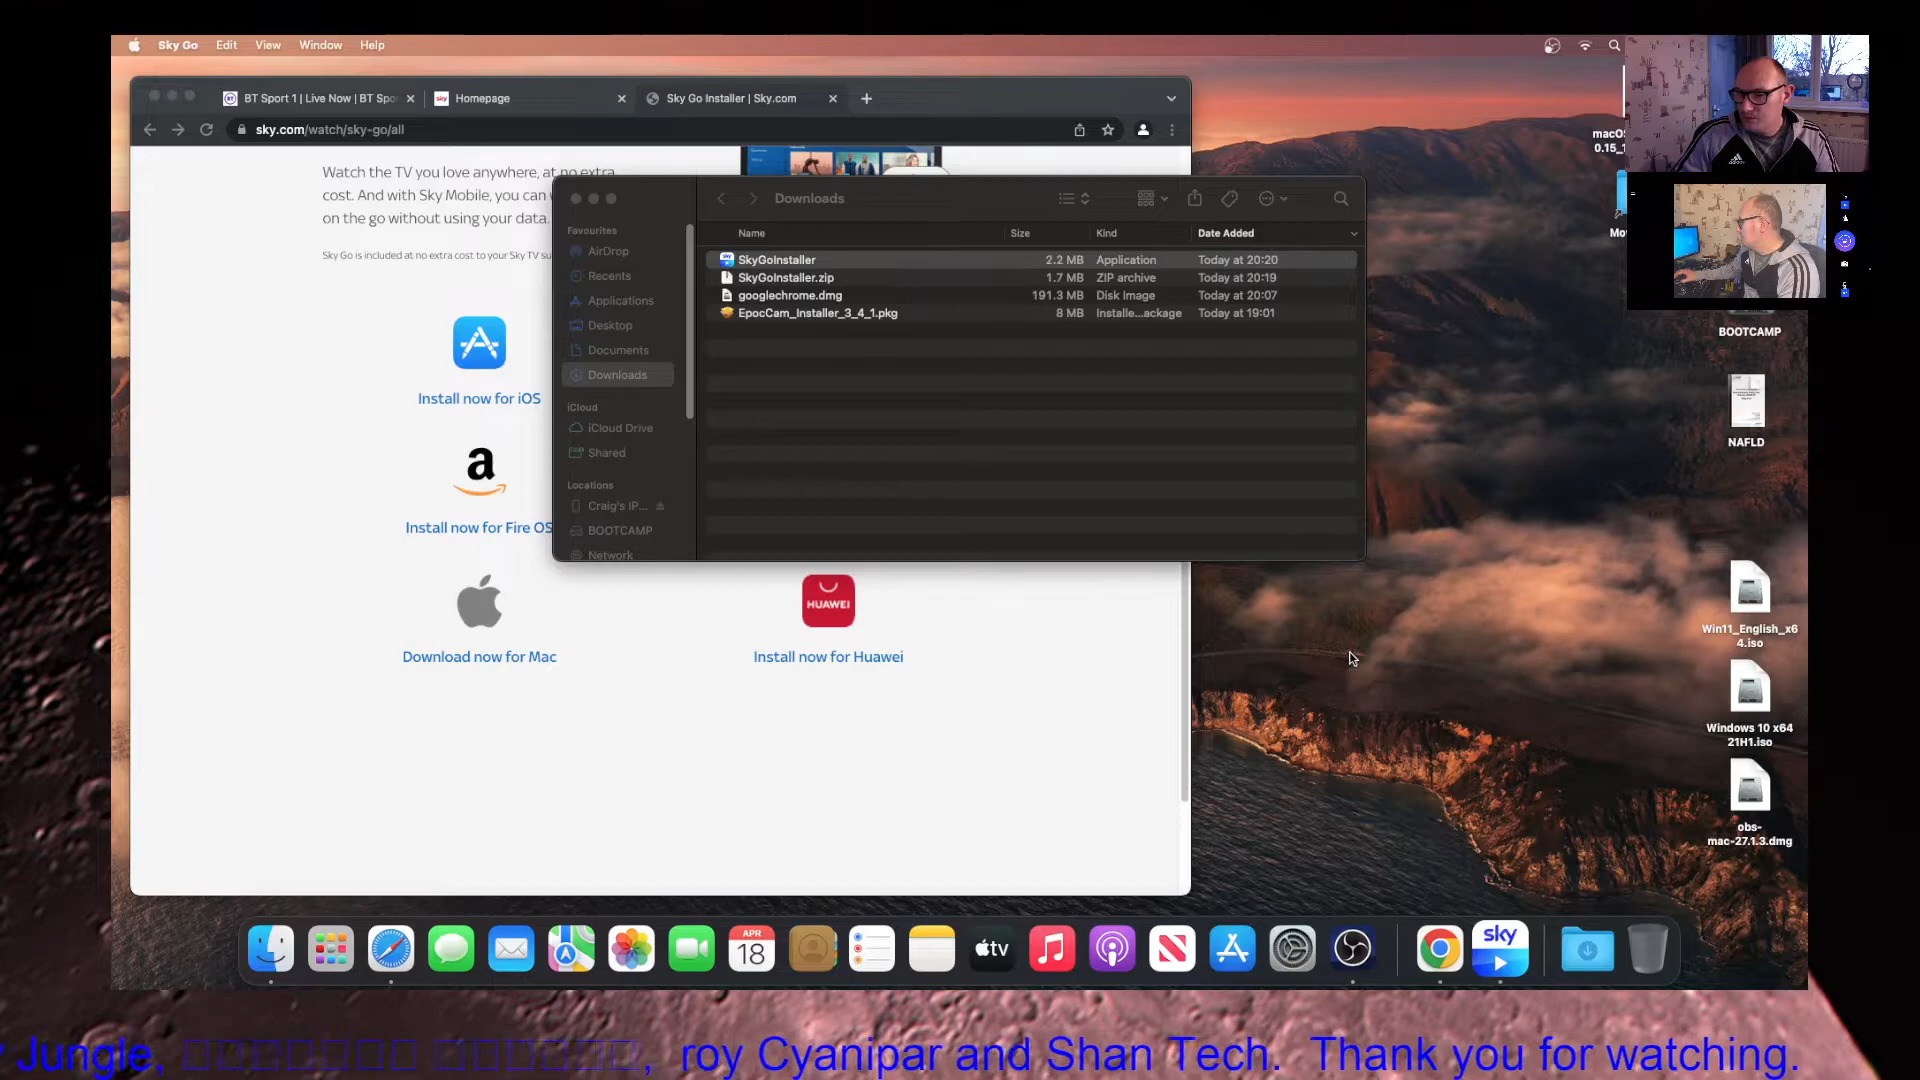 Sky Go Edit View Window Help
BT Sport 1 | Live Now | BT Spo
Homepage
Sky Go Installer | Sky.com
sky.com/watch/sky-go/all
Watch the TV you love anywhere, at no extra
cost. And with Sky Mobile, you can
on the go without using your data.
Sky Go is included at no extra cost to your Sky TV su
Install now for iOS
Install now for Fire OS
Download now for Mac
HUAWEI
Install now for Huawei
Downloads
Favourites
AirDrop
Recents
Applications
Desktop
Documents
Downloads
iCloud
iCloud Drive
Shared
Locations
Craig's IP...
BOOTCAMP
Network
Name Size Kind Date Added
SkyGoInstaller 2.2 MB Application Today at 20:20
SkyGoInstaller.zip 1.7 MB ZIP archive Today at 20:19
googlechrome.dmg 191.3 MB Disk Image Today at 20:07
EpocCam_Installer_3_4_1.pkg 8 MB Installe...ackage Today at 19:01
macOS
0.15_1
Mo
BOOTCAMP
NAFLD
Win11_English_x6
4.iso
Windows 10 x64
21H1.iso
obs-
mac-27.1.3.dmg
APR
18
tv
sky
Jungle, roy Cyanipar and Shan Tech. Thank you for watching.